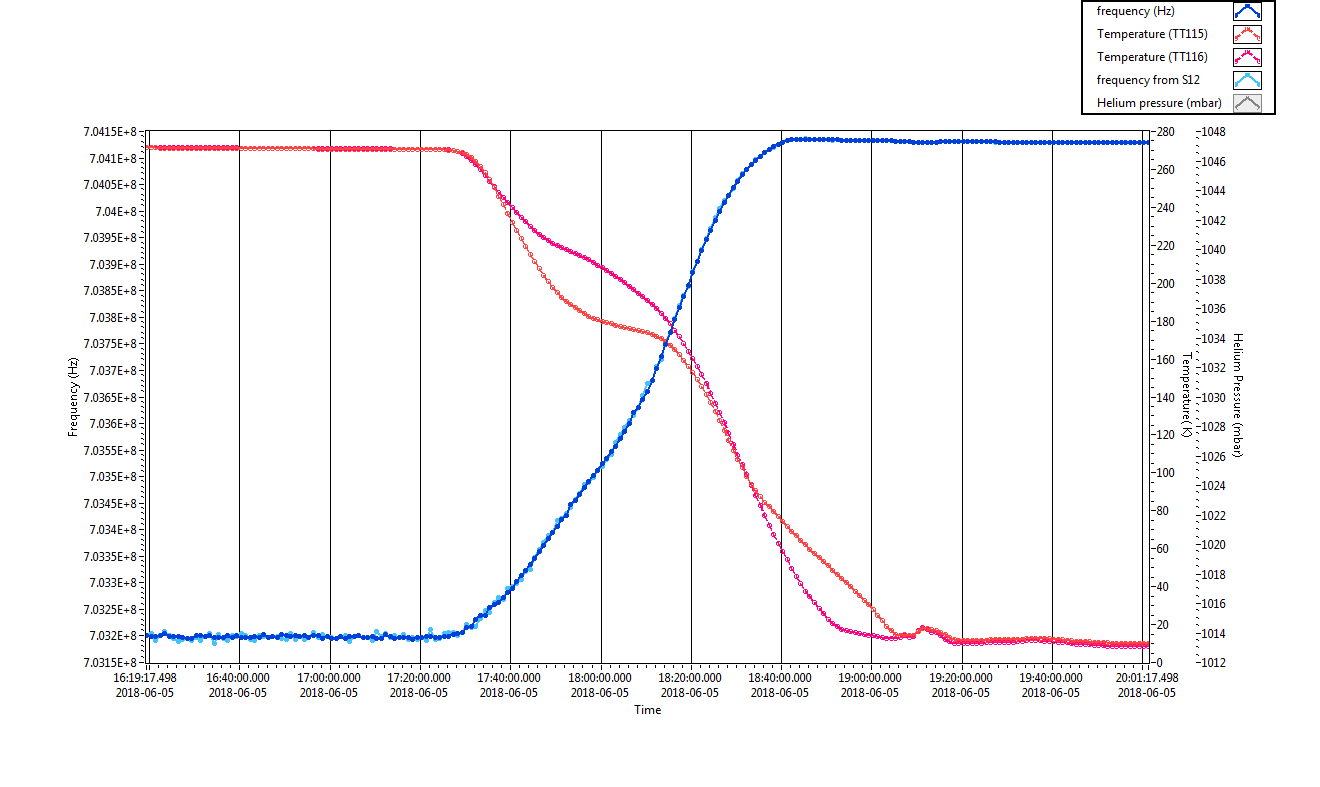 frequency (Hz)
Temperature (TT115)
Temperature (TT116)
frequency from S12
Helium pressure (mbar)
7.0415E+8
7.041E+8
7.0405E+8
7.04E+8
7.0395E+8
7.039E+8
7.0385E+8
7.038E+8
7.0375E+8
7.037E+8
7.0365E+8
7.036E+8
7.0355E+8
7.035E+8
7.0345E+8
7.034E+8
7.0335E+8
7.033E+8
7.0325E+8
7.032E+8
7.0315E+8
Frequency (Hz)
280
260
240
220
200
180
160
140
120
100
80
60
40
20
0
Temperature( K)
1048
1046
1044
1042
1040
1038
1036
1034
1032
1030
1028
1026
1024
1022
1020
1018
1016
1014
1012
Helium Pressure (mbar)
16:19:17.498 16:40:00.000 17:00:00.000 17:20:00.000 17:40:00.000 18:00:00.000 18:20:00.000 18:40:00.000 19:00:00.000 19:20:00.000 19:40:00.000 20:01:17.498
2018-06-05 2018-06-05 2018-06-05 2018-06-05 2018-06-05 2018-06-05 2018-06-05 2018-06-05 2018-06-05 2018-06-05 2018-06-05 2018-06-05
Time